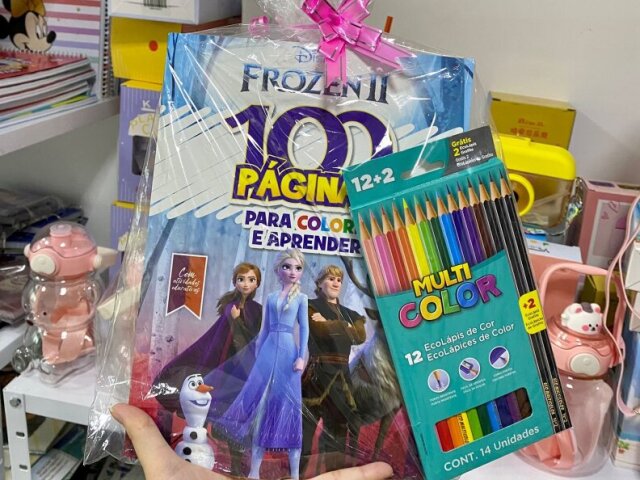 Disney
FROZEN II
100
PÁGINAS
PARA COLORIR
E APRENDER
Com
atividades
educativas
Grátis
2 EcoLápis
Grafite
12+2
MULTI
COLOR
+2
12 EcoLápis de Cor
EcoLápices de Color
CONT. 14 Unidades